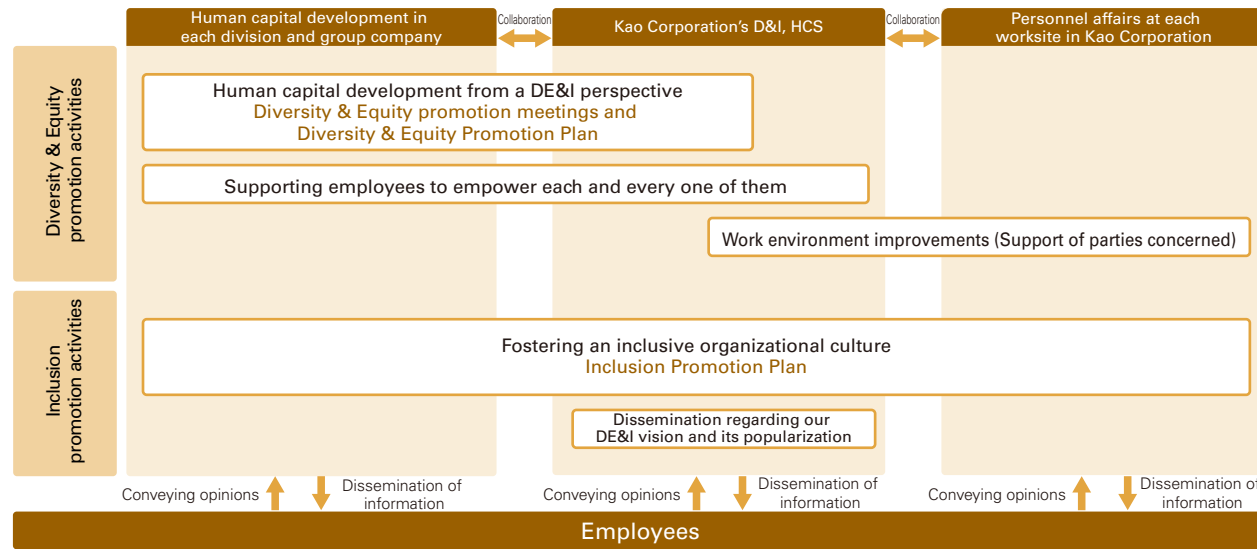 Human capital development in
each division and group company
Collaboration
Kao Corporation's D&I, HCS
Collaboration
Personnel affairs at each
worksite in Kao Corporation
Diversity & Equity
promotion activities
Human capital development from a DE&I perspective
Diversity & Equity promotion meetings and
Diversity & Equity Promotion Plan
Supporting employees to empower each and every one of them
Work environment improvements (Support of parties concerned)
Inclusion
promotion activities
Fostering an inclusive organizational culture
Inclusion Promotion Plan
Dissemination regarding our
DE&I vision and its popularization
Conveying opinions
Dissemination of
information
Conveying opinions
Dissemination of
information
Conveying opinions
Dissemination of
information
Employees